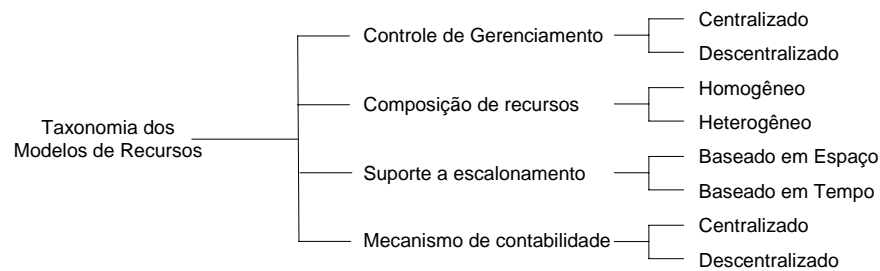 Taxonomia dos
Modelos de Recursos
Controle de Gerenciamento
Centralizado
Descentralizado
Composição de recursos
Homogêneo
Heterogêneo
Suporte a escalonamento
Baseado em Espaço
Baseado em Tempo
Mecanismo de contabilidade
Centralizado
Descentralizado